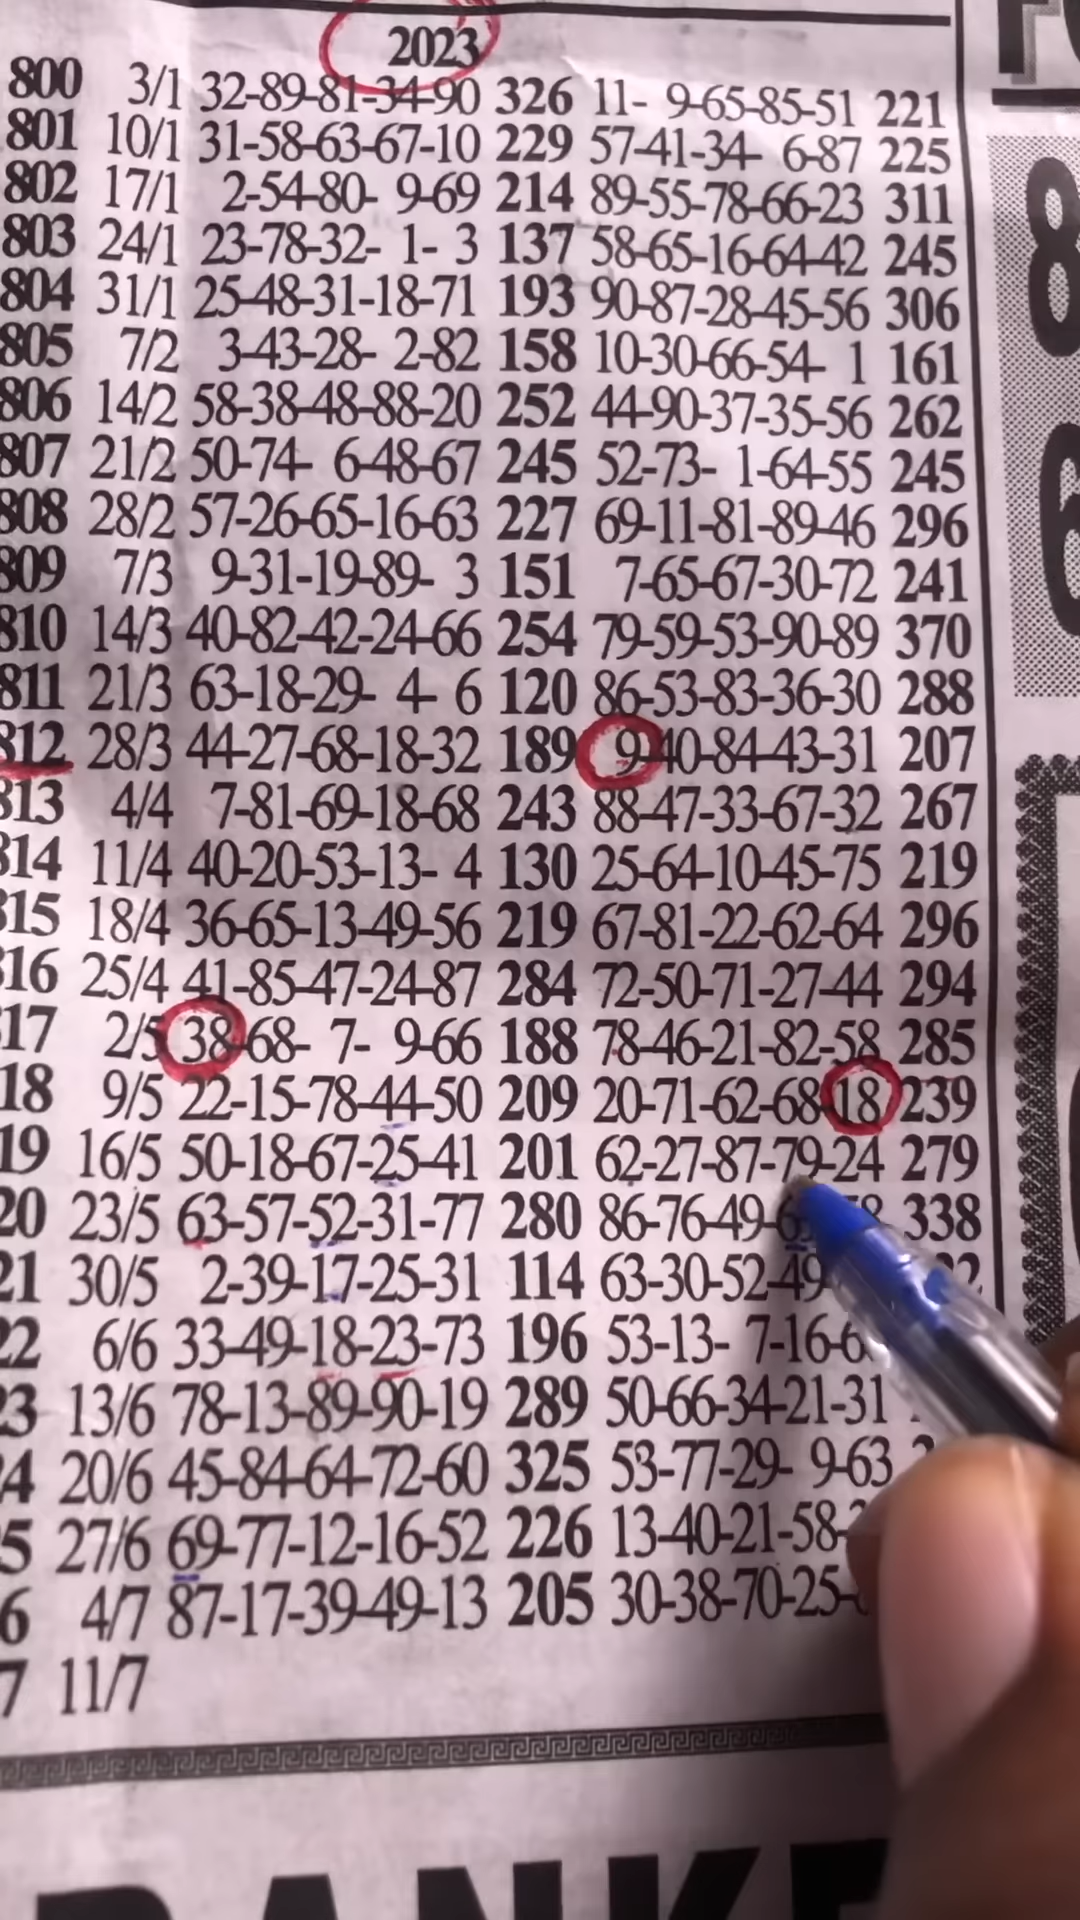 2023
800 3/1 32-89-81-34-90 326 11- 9-65-85-51 221
801 10/1 31-58-63-67-10 229 57-41-34- 6-87 225
802 17/1 2-54-80- 9-69 214 89-55-78-66-23 311
803 24/1 23-78-32- 1- 3 137 58-65-16-64-42 245
804 31/1 25-48-31-18-71 193 90-87-28-45-56 306
805 7/2 3-43-28- 2-82 158 10-30-66-54- 1 161
806 14/2 58-38-48-88-20 252 44-90-37-35-56 262
807 21/2 50-74- 6-48-67 245 52-73- 1-64-55 245
808 28/2 57-26-65-16-63 227 69-11-81-89-46 296
809 7/3 9-31-19-89- 3 151 7-65-67-30-72 241
810 14/3 40-82-42-24-66 254 79-59-53-90-89 370
811 21/3 63-18-29- 4- 6 120 86-53-83-36-30 288
812 28/3 44-27-68-18-32 189 9-40-84-43-31 207
813 4/4 7-81-69-18-68 243 88-47-33-67-32 267
814 11/4 40-20-53-13- 4 130 25-64-10-45-75 219
815 18/4 36-65-13-49-56 219 67-81-22-62-64 296
816 25/4 41-85-47-24-87 284 72-50-71-27-44 294
17 2/5 38-68- 7- 9-66 188 78-46-21-82-58 285
18 9/5 22-15-78-44-50 209 20-71-62-68-18 239
19 16/5 50-18-67-25-41 201 62-27-87-79-24 279
20 23/5 63-57-52-31-77 280 86-76-49- 338
21 30/5 2-39-17-25-31 114 63-30-52-49
22 6/6 33-49-18-23-73 196 53-13- 7-16-
23 13/6 78-13-89-90-19 289 50-66-34-21-31
4 20/6 45-84-64-72-60 325 53-77-29- 9-63
5 27/6 69-77-12-16-52 226 13-40-21-58-
6 4/7 87-17-39-49-13 205 30-38-70-25-
7 11/7
8
6